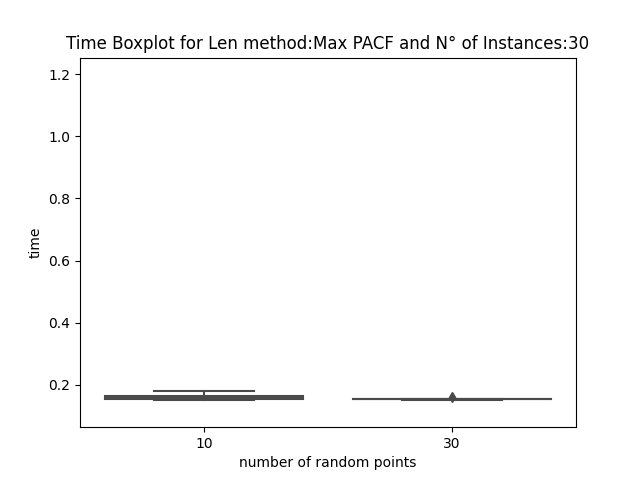 Time Boxplot for Len method:Max PACF and N° of Instances:30
1.2
1.0
0.8
0.6
0.4
0.2
time
10
30
number of random points